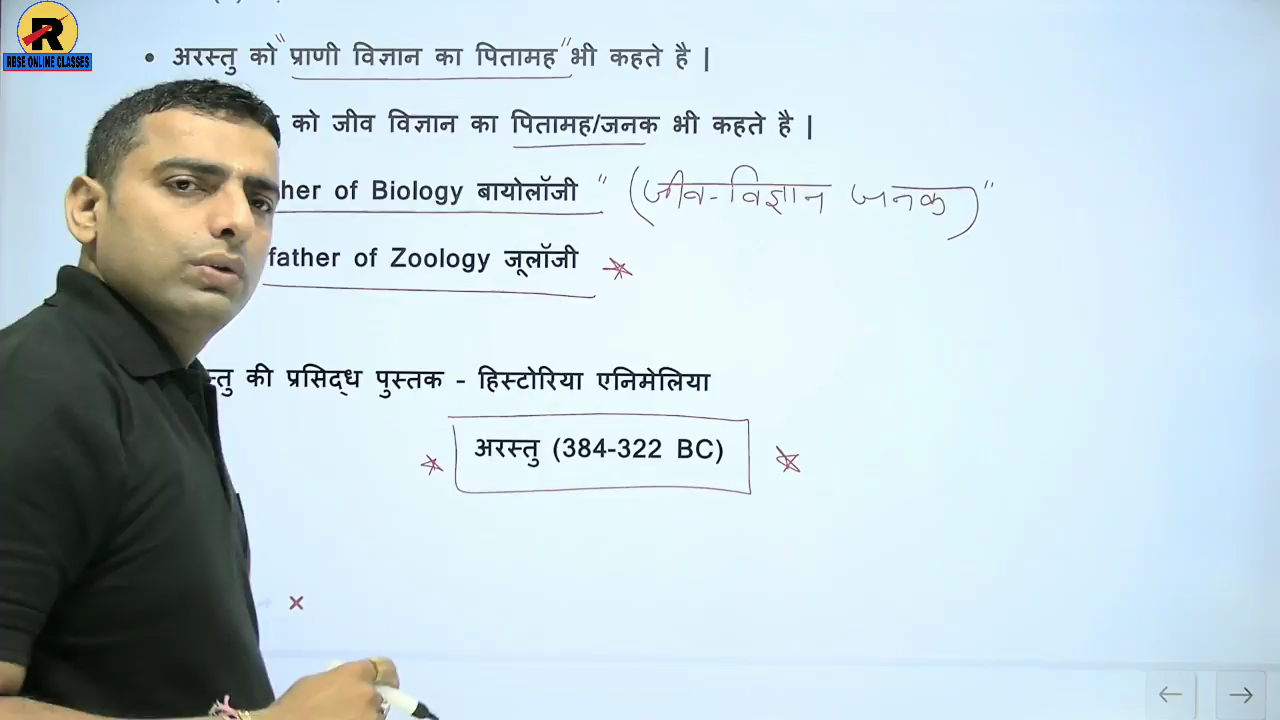 R
RBSE ONLINE CLASSES
• अरस्तु को "प्राणी विज्ञान का पितामह" भी कहते है |
को जीव विज्ञान का पितामह/जनक भी कहते है |
her of Biology बायोलॉजी" (जीव-विज्ञान जनक)"
father of Zoology जूलॉजी
स्तु की प्रसिद्ध पुस्तक - हिस्टोरिया एनिमेलिया
अरस्तु (384-322 BC)